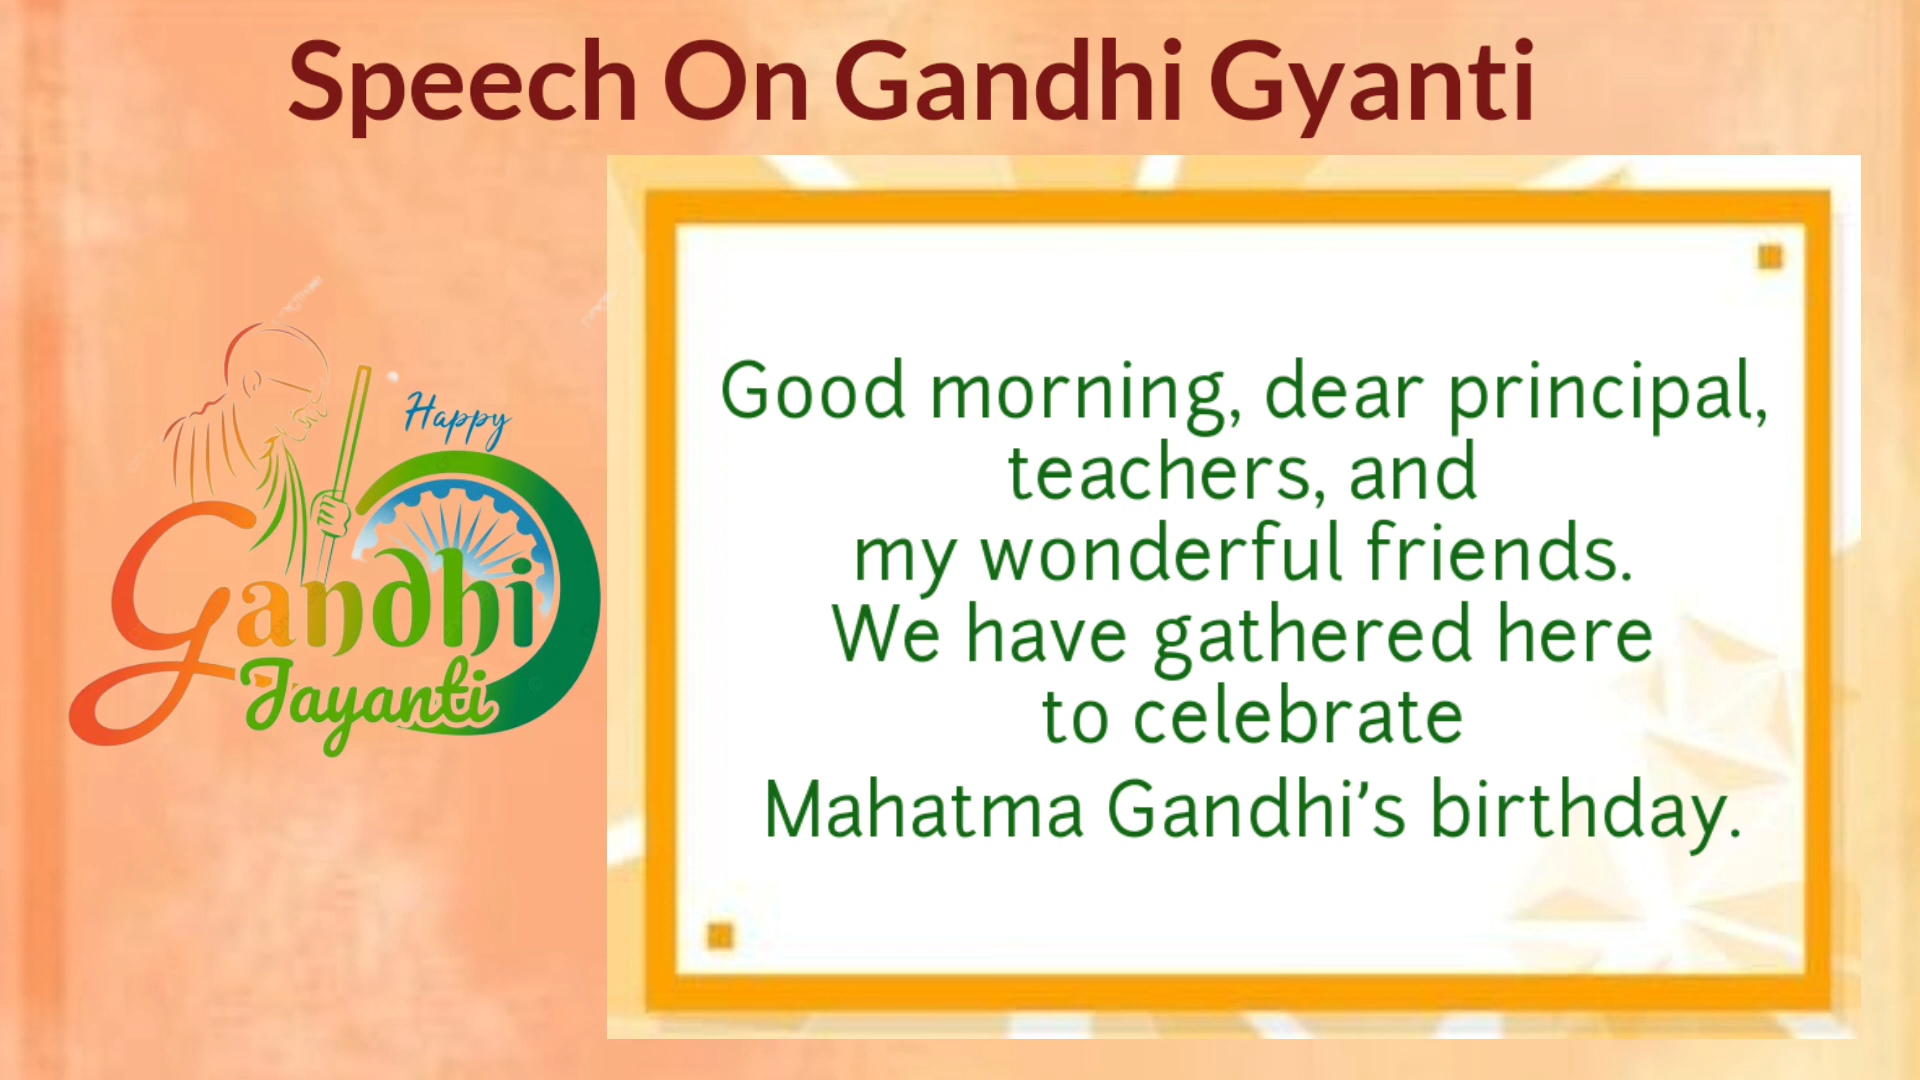 Speech On Gandhi Gyanti
Happy
Gandhi
Jayanti
Good morning, dear principal,
teachers, and
my wonderful friends.
We have gathered here
to celebrate
Mahatma Gandhi's birthday.